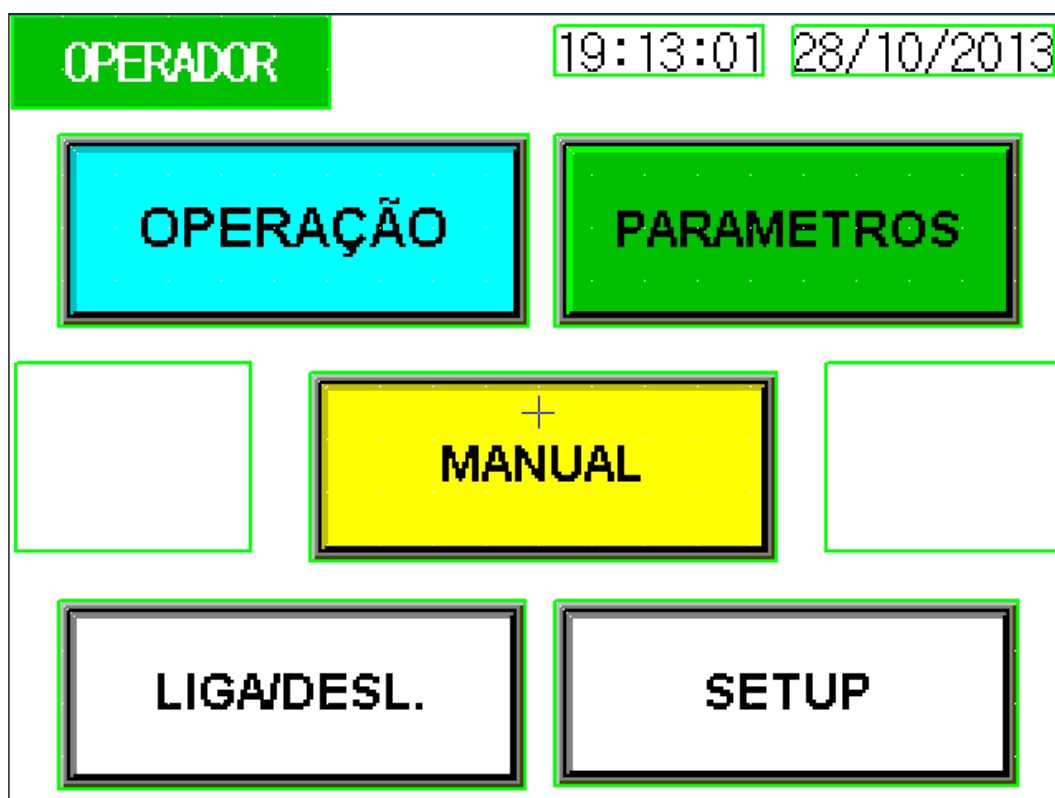 OPERADOR 19:13:01 28/10/2013
OPERAÇÃO PARAMETROS
MANUAL
LIGA/DESL. SETUP